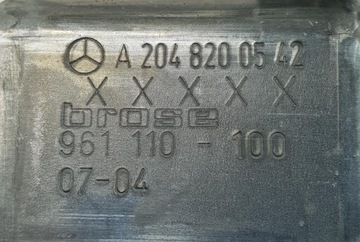 A 204 820 05 42
X X X X X
brose
961 110 - 100
07-04